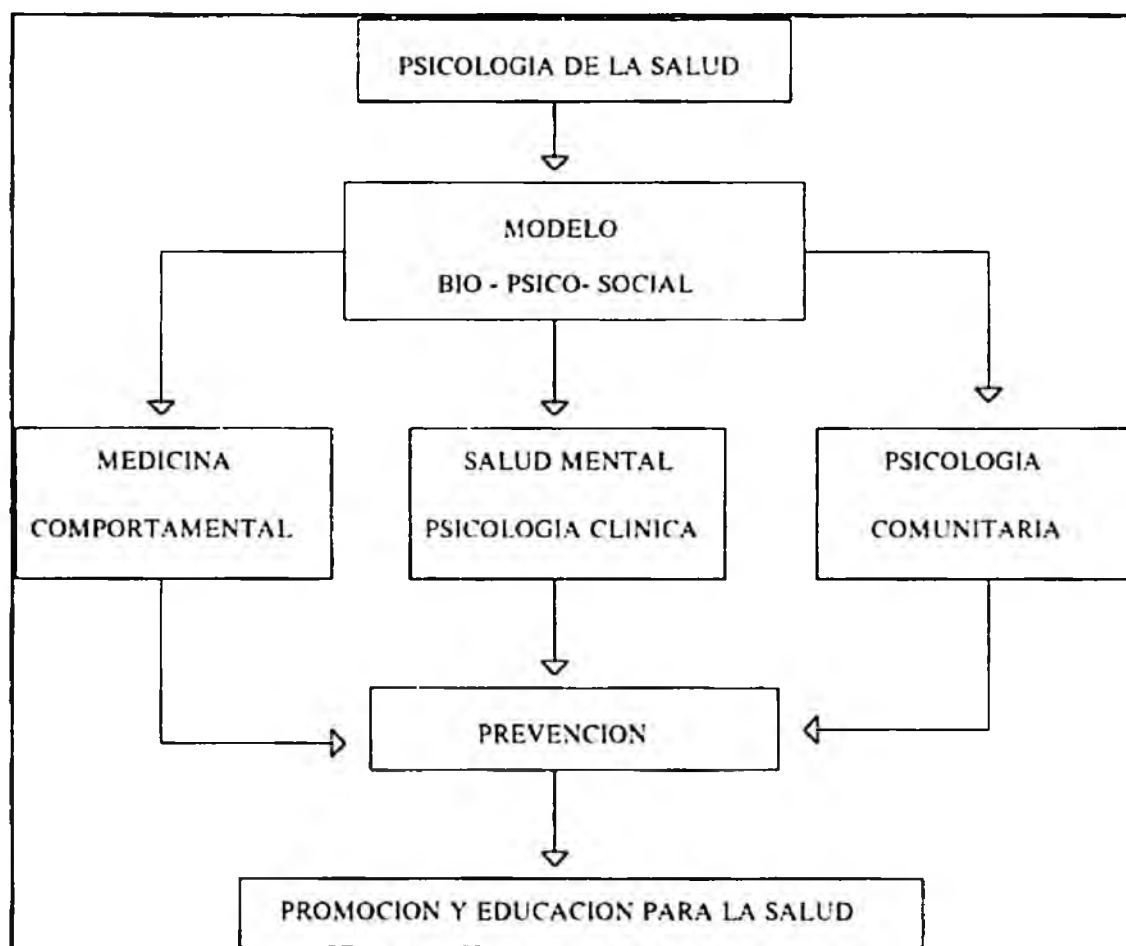 PSICOLOGIA DE LA SALUD
MODELO
BIO - PSICO- SOCIAL
MEDICINA
COMPORTAMENTAL
SALUD MENTAL
PSICOLOGIA CLINICA
PSICOLOGIA
COMUNITARIA
PREVENCION
PROMOCION Y EDUCACION PARA LA SALUD